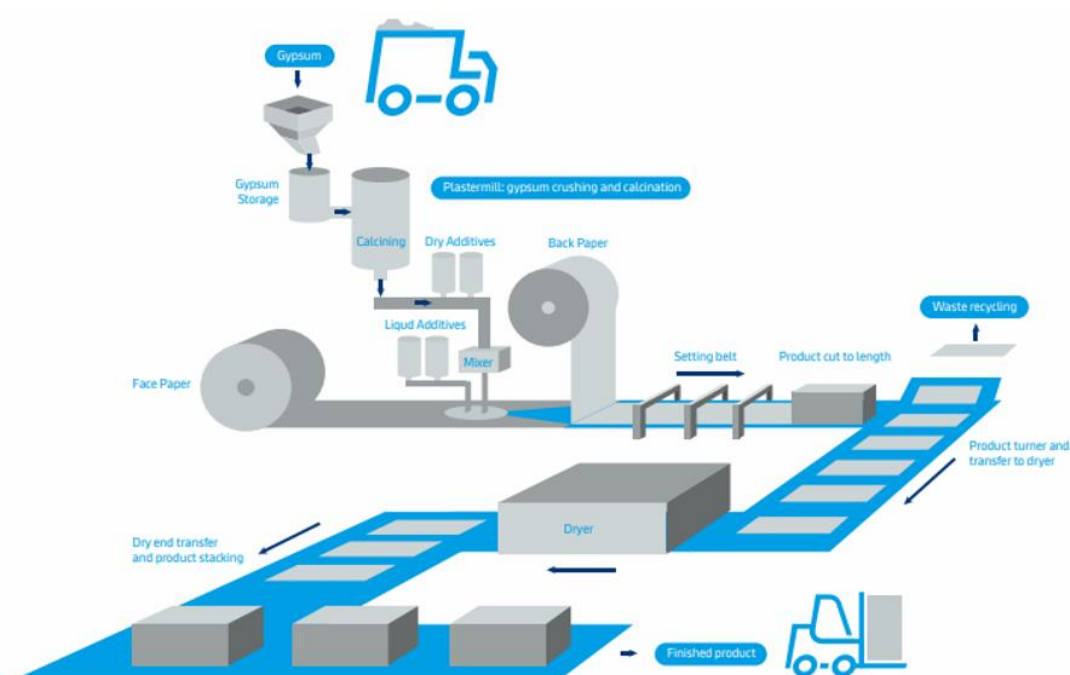 Gypsum
Gypsum
Storage
Plastermill: gypsum crushing and calcination
Calcining
Dry Additives
Back Paper
Waste recycling
Liqud Additives
Mixer
Setting belt
Product cut to length
Face Paper
Product turner and
transfer to dryer
Dryer
Dry end transfer
and product stacking
Finished product